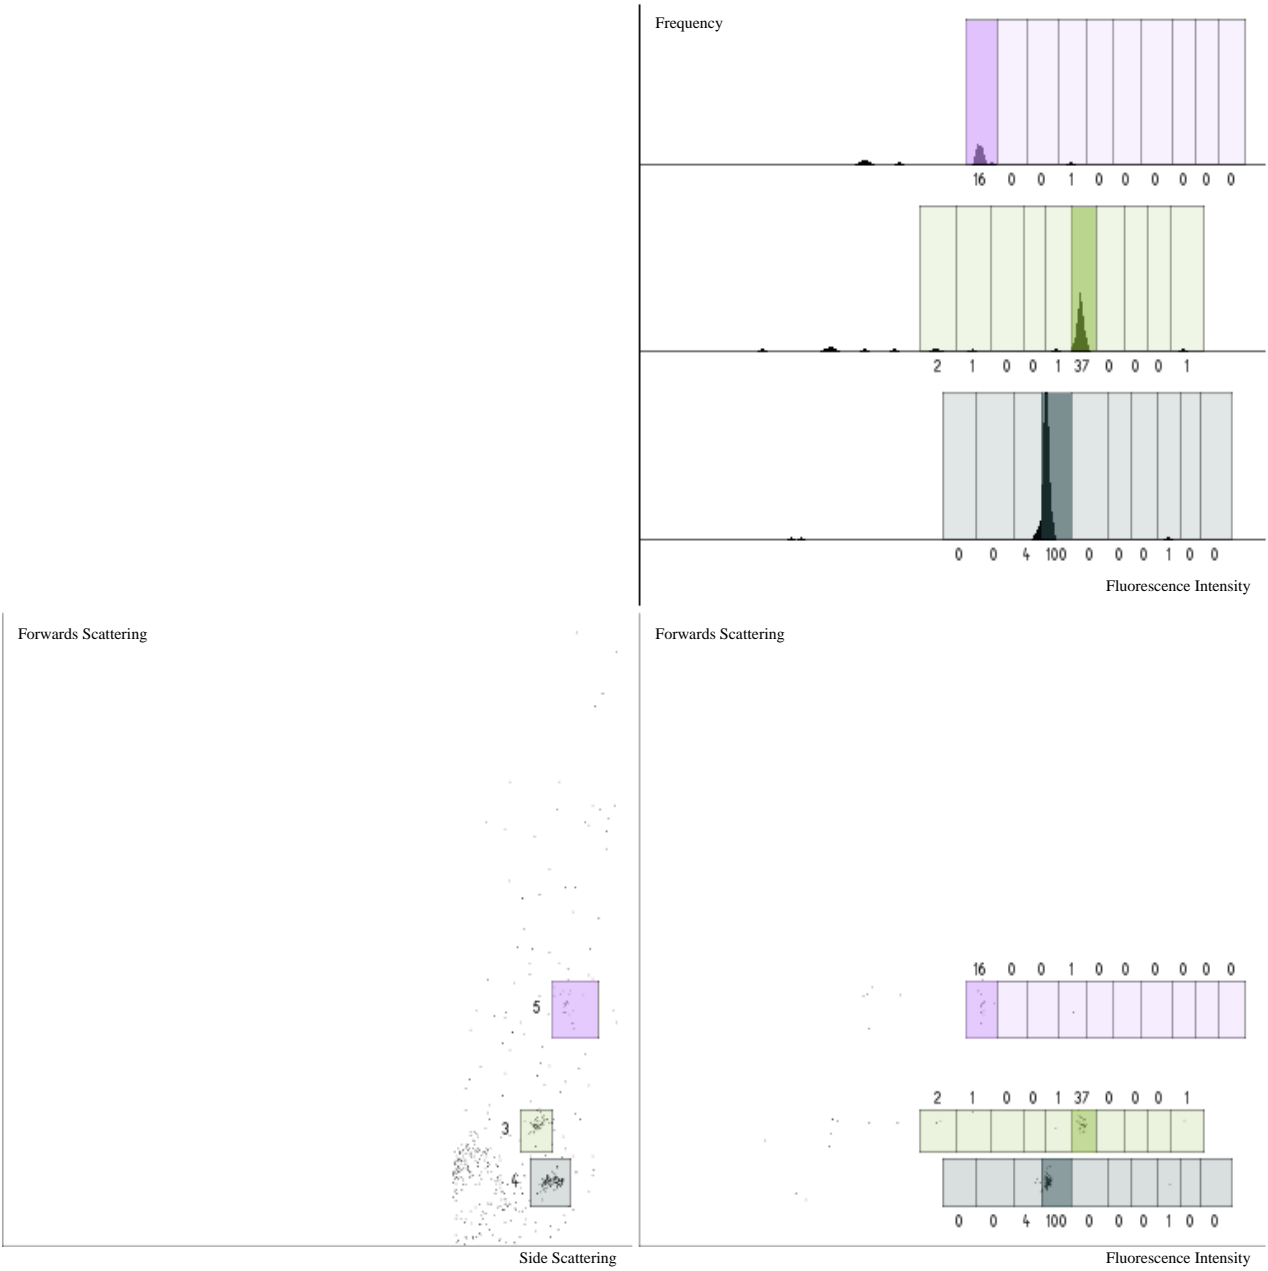 Frequency
16 0 0 1 0 0 0 0 0 0
2 1 0 0 1 37 0 0 0 1
0 0 4 100 0 0 0 1 0 0
Fluorescence Intensity
Forwards Scattering
5
3
4
Side Scattering
Forwards Scattering
16 0 0 1 0 0 0 0 0 0
2 1 0 0 1 37 0 0 0 1
0 0 4 100 0 0 0 1 0 0
Fluorescence Intensity